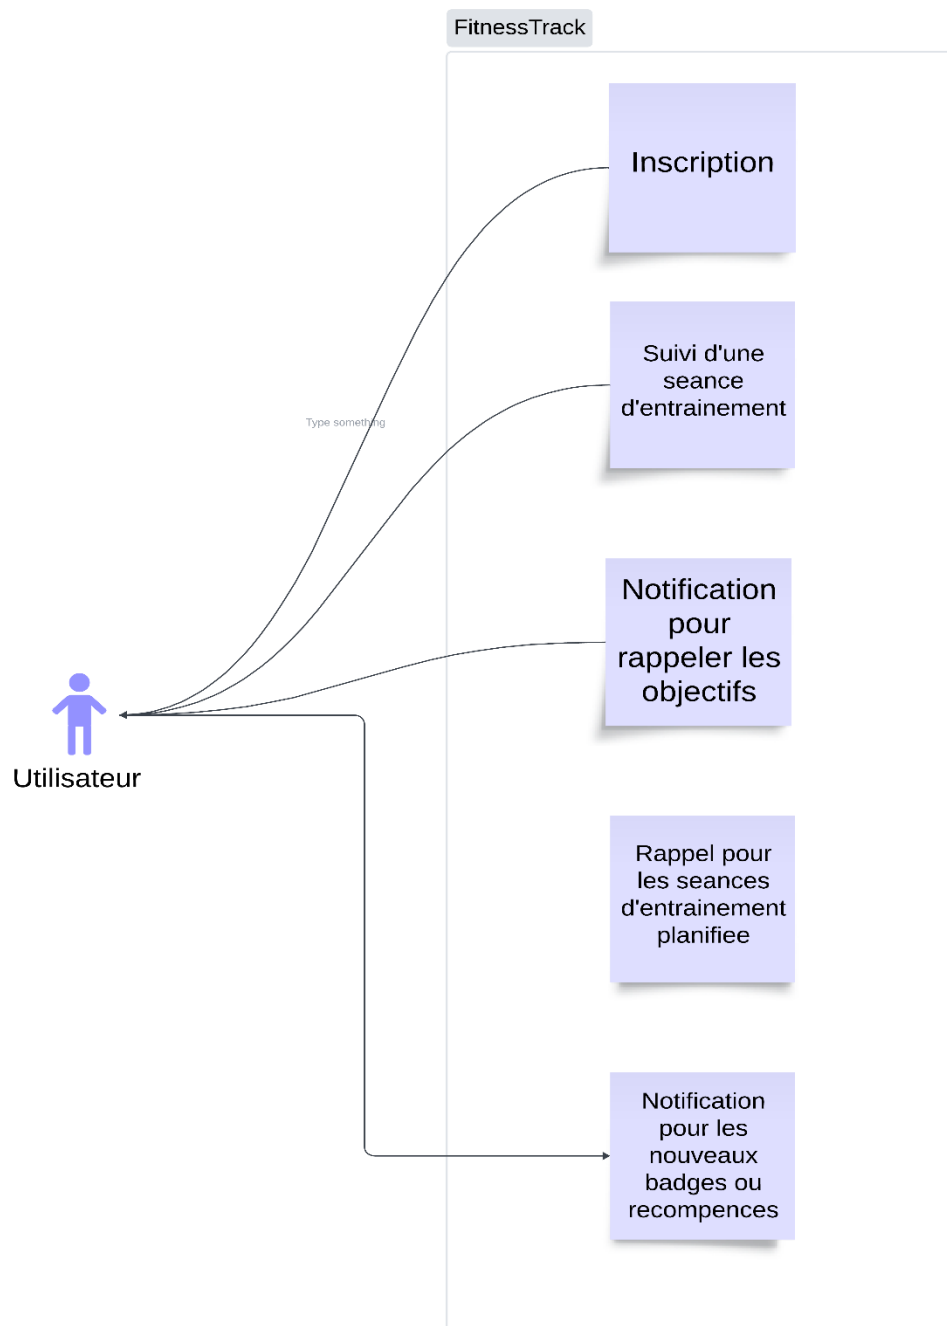 FitnessTrack
Inscription
Suivi d'une
seance
d'entrainement
Type something
Notification
pour
rappeler les
objectifs
Utilisateur
Rappel pour
les seances
d'entrainement
planifiee
Notification
pour les
nouveaux
badges ou
recompences